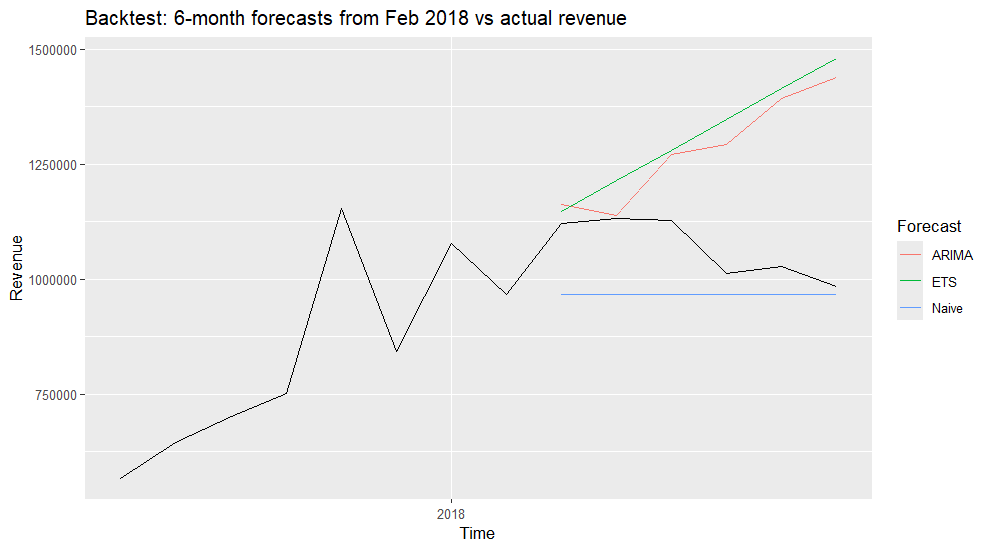 Backtest: 6-month forecasts from Feb 2018 vs actual revenue
1500000
1250000
1000000
750000
Revenue
2018
Time
Forecast
ARIMA
ETS
Naive